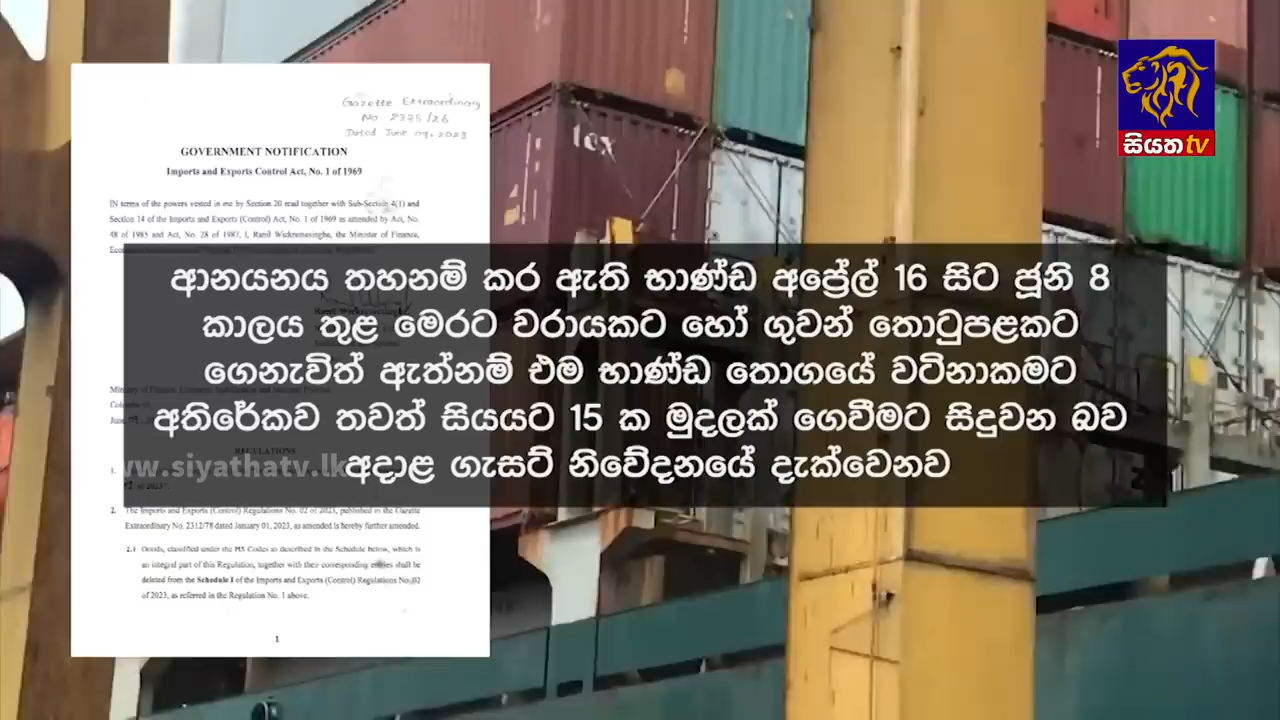 Gazette Extraordinary
No 2335/26
Dated June 09, 2023
GOVERNMENT NOTIFICATION
Imports and Exports Control Act, No. 1 of 1969
IN terms of the powers vested in me by Section 20 read together with Sub-Section 4(1) and
Section 14 of the Imports and Exports (Control) Act, No. 1 of 1969 as amended by Act, No.
48 of 1985 and Act, No. 28 of 1987, I, Ranil Wickremesinghe, the Minister of Finance,
ආනයනය තහනම් කර ඇති භාණ්ඩ අප්‍රේල් 16 සිට ජූනි 8
කාලය තුළ මෙරට වරායකට හෝ ගුවන් තොටුපළකට
ගෙනැවිත් ඇත්නම් එම භාණ්ඩ තොගයේ වටිනාකමට
අතිරේකව තවත් සියයට 15 ක මුදලක් ගෙවීමට සිදුවන බව
අදාළ ගැසට් නිවේදනයේ දැක්වෙනව
REGULATIONS
www.siyathatv.lk
1.
of 2023.
2. The Imports and Exports (Control) Regulations No. 02 of 2023, published in the Gazette
Extraordinary No. 2312/78 dated January 01, 2023, as amended is hereby further amended.
2.1 Goods, classified under the HS Codes as described in the Schedule below, which is
an integral part of this Regulation, together with their corresponding entries shall be
deleted from the Schedule I of the Imports and Exports (Control) Regulations No. 02
of 2023, as referred in the Regulation No. 1 above.
1
tex
සියත tv